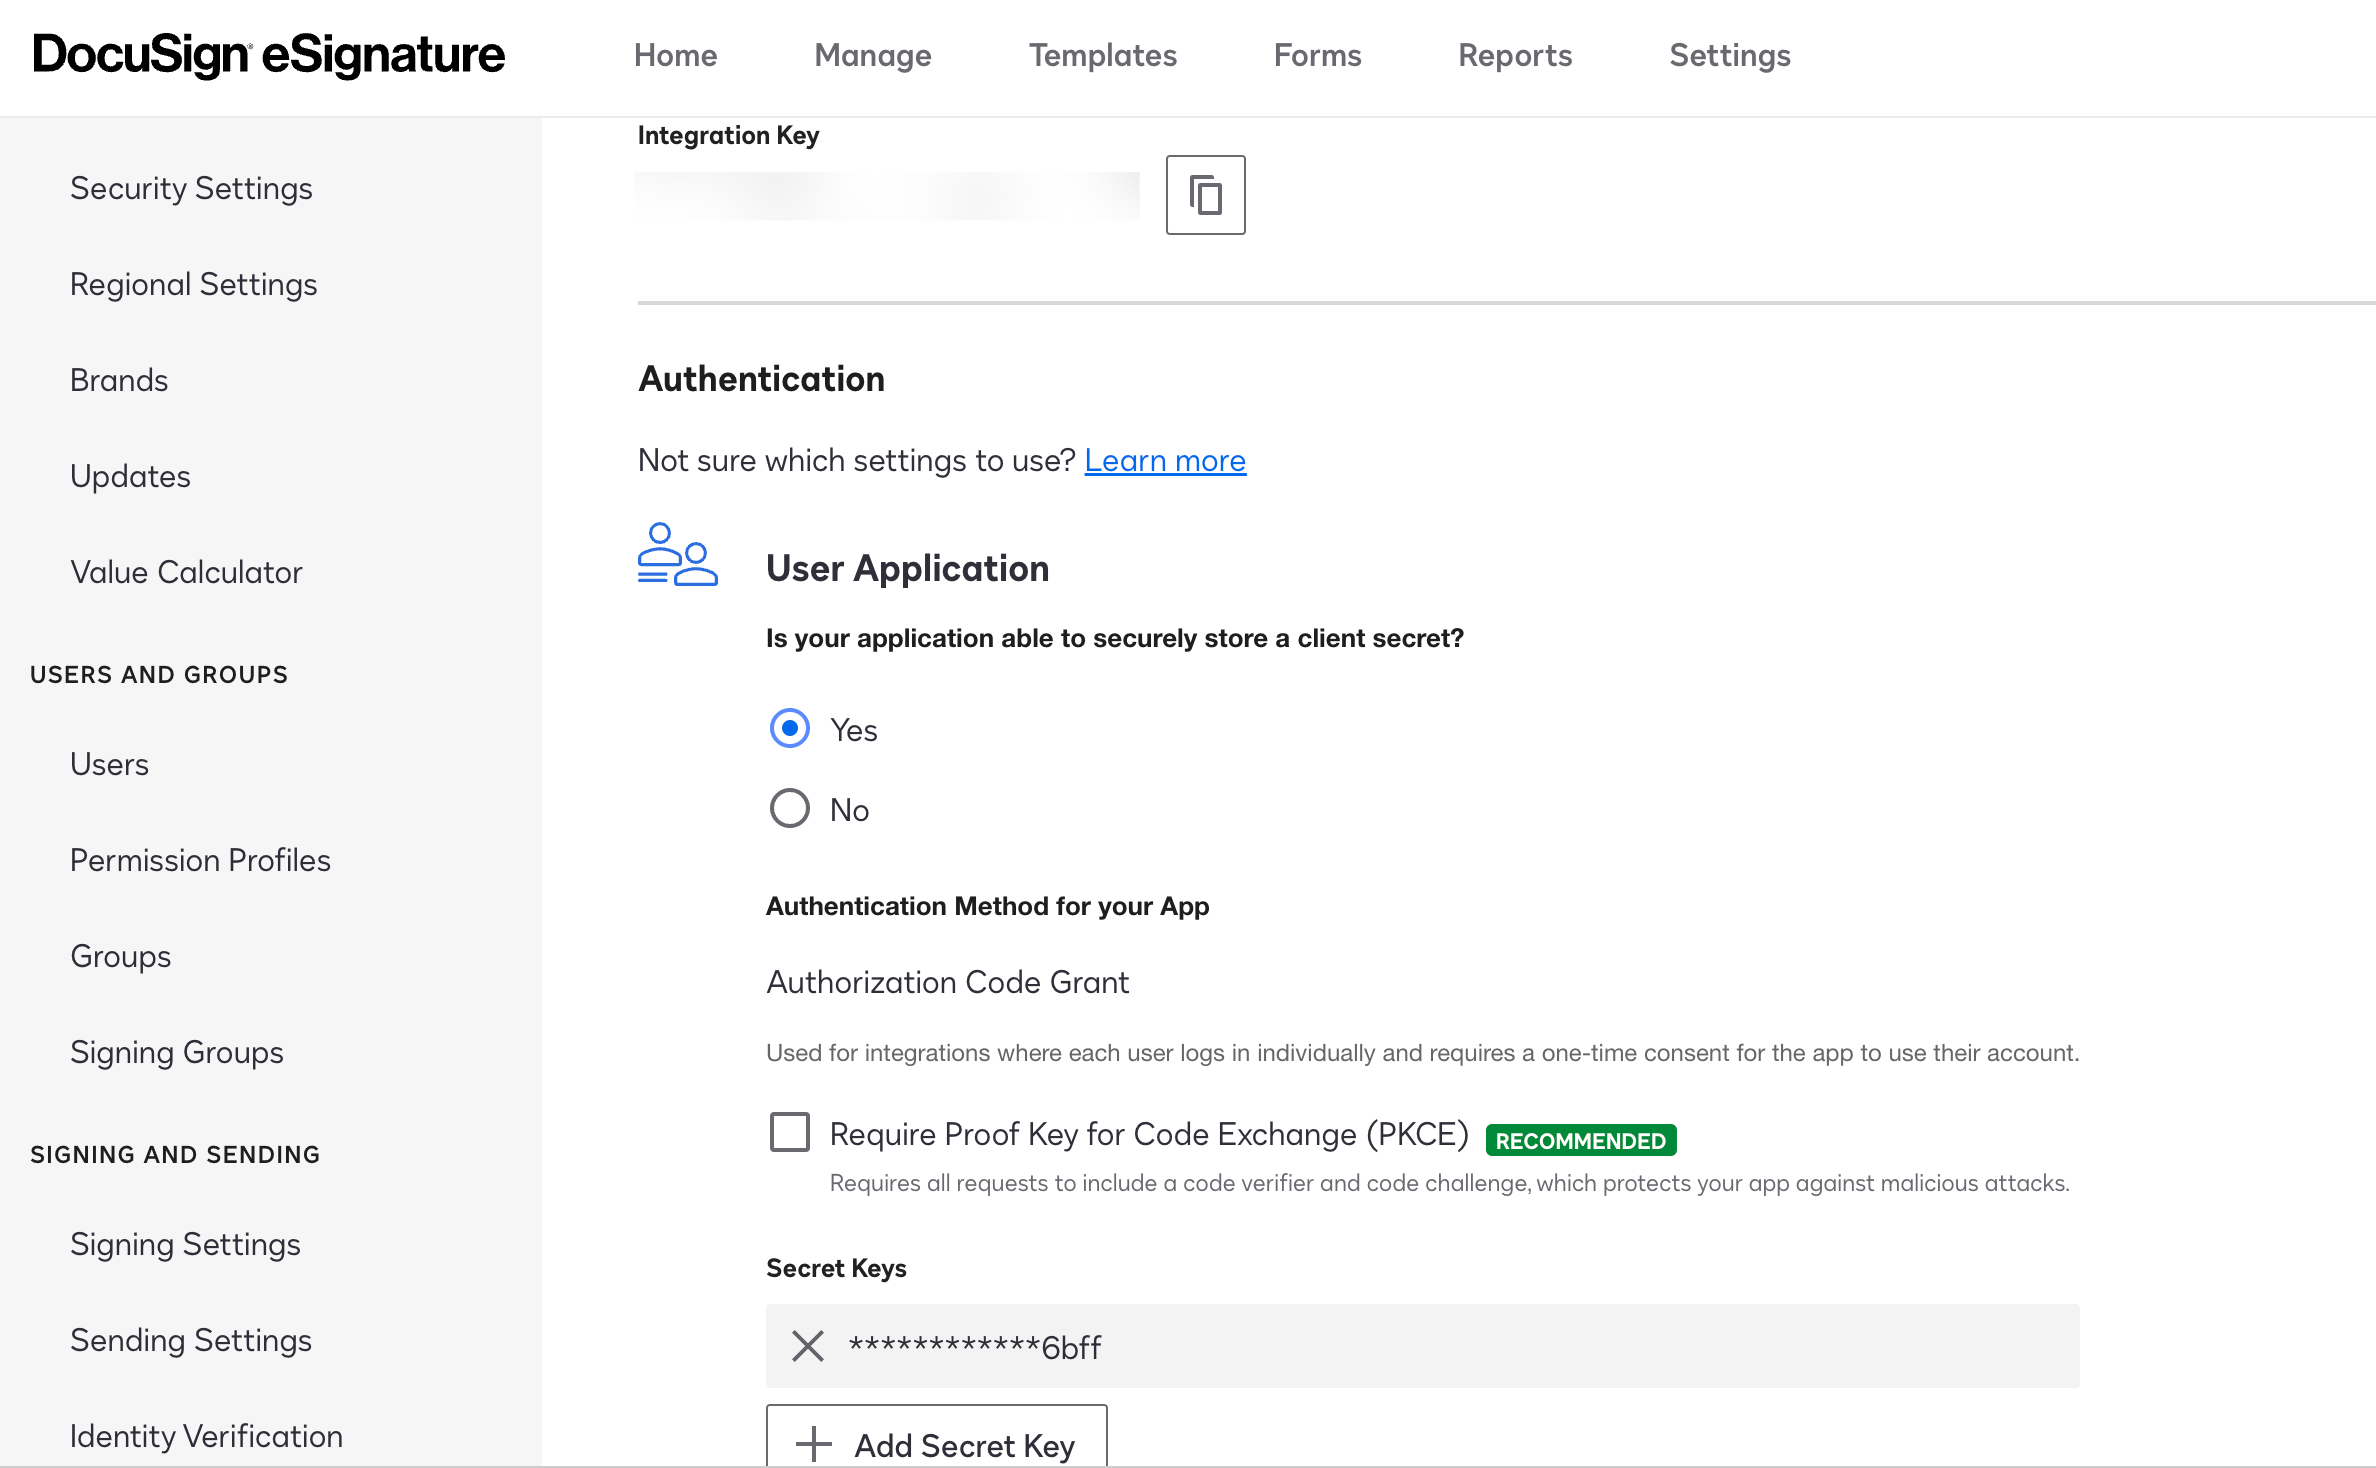 DocuSign eSignature
Home
Manage
Templates
Forms
Reports
Settings
Security Settings
Regional Settings
Brands
Updates
Value Calculator
USERS AND GROUPS
Users
Permission Profiles
Groups
Signing Groups
SIGNING AND SENDING
Signing Settings
Sending Settings
Identity Verification
Integration Key
Authentication
Not sure which settings to use? Learn more
User Application
Is your application able to securely store a client secret?
Yes
No
Authentication Method for your App
Authorization Code Grant
Used for integrations where each user logs in individually and requires a one-time consent for the app to use their account.
Require Proof Key for Code Exchange (PKCE) RECOMMENDED
Requires all requests to include a code verifier and code challenge, which protects your app against malicious attacks.
Secret Keys
************6bff
Add Secret Key